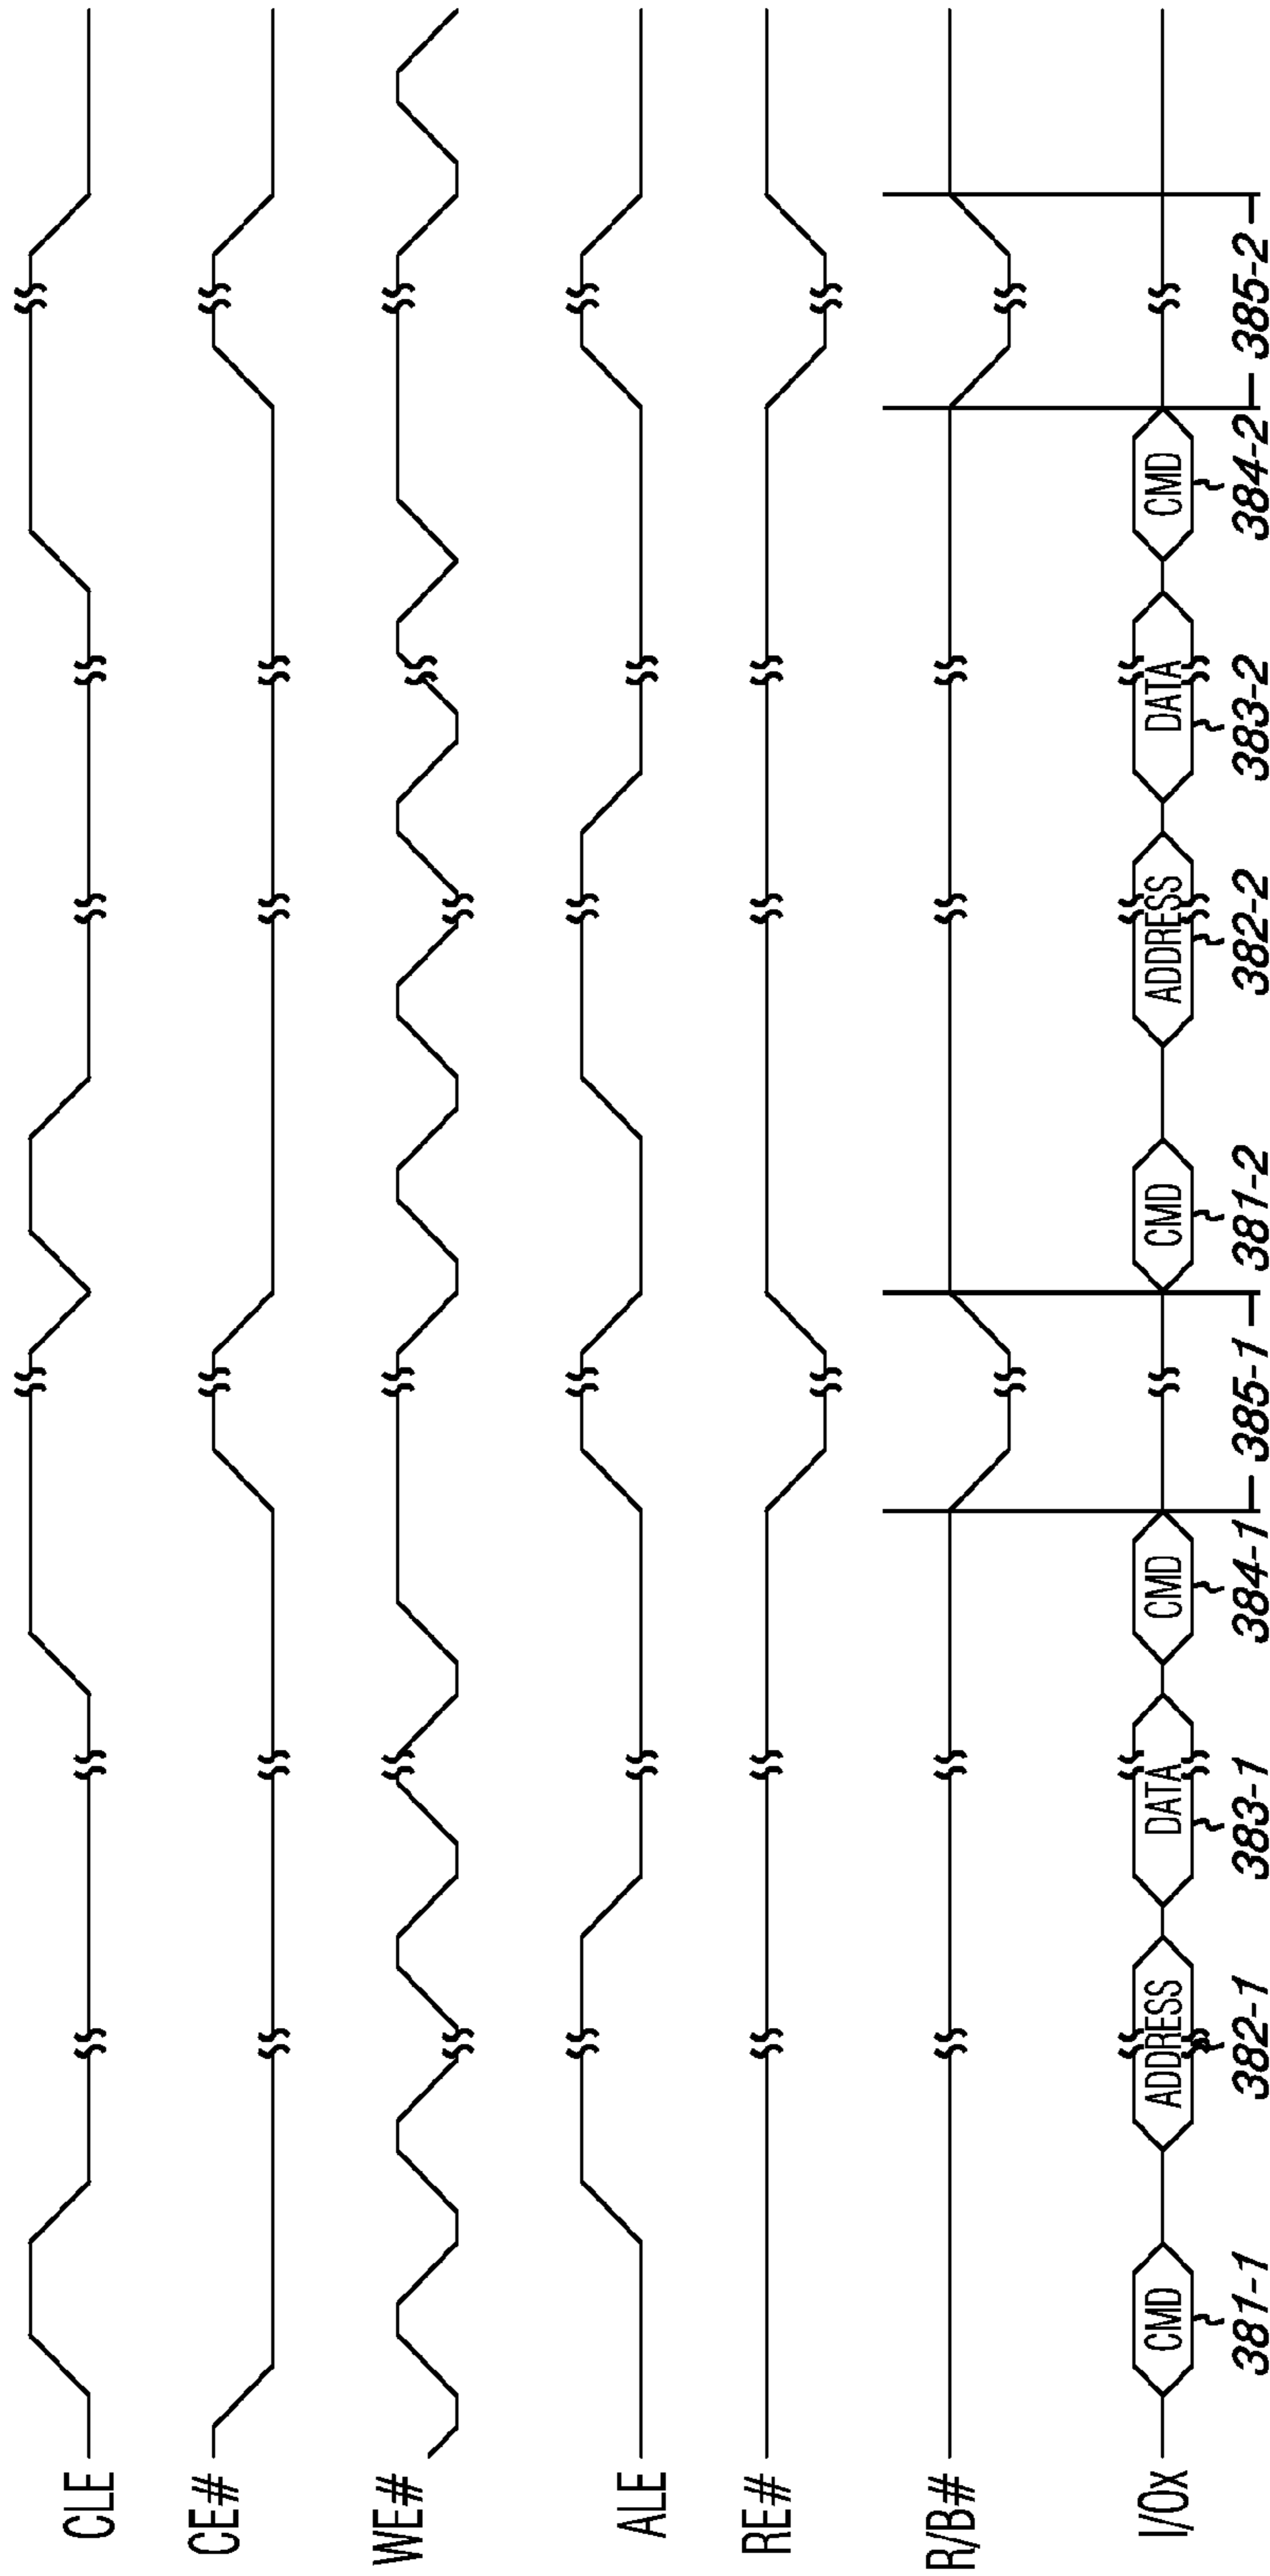 CLE
CE#
WE#
ALE
RE#
R/B#
I/Ox
CMD
ADDRESS
DATA
CMD
CMD
ADDRESS
DATA
CMD
381-1
382-1
383-1
384-1
385-1
381-2
382-2
383-2
384-2
385-2